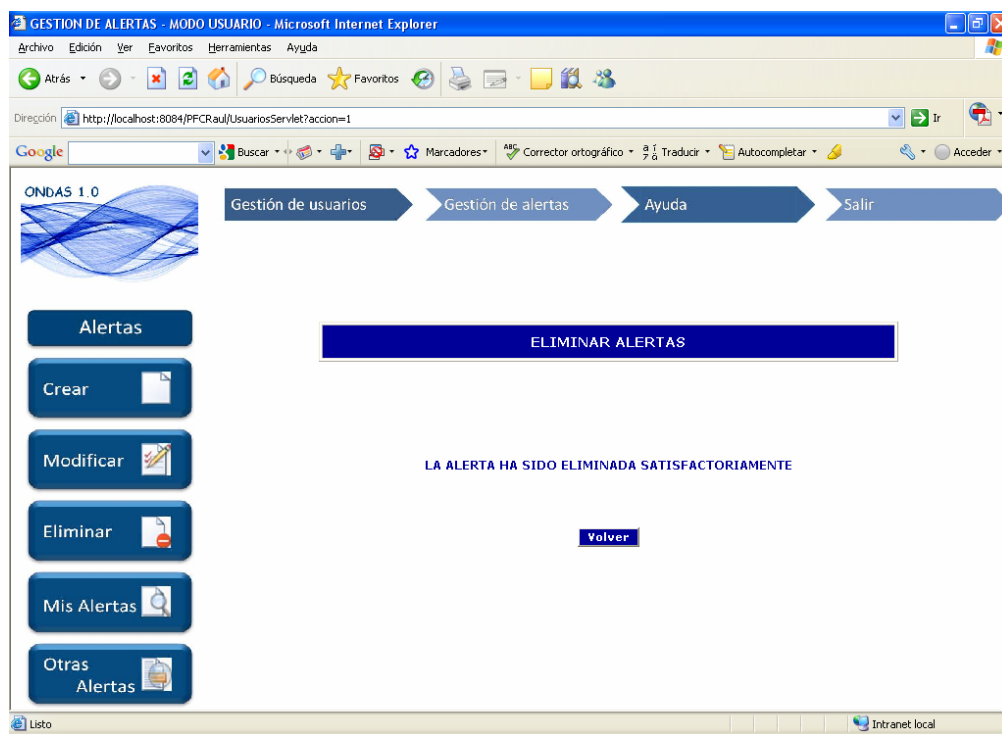 GESTION DE ALERTAS - MODO USUARIO - Microsoft Internet Explorer
Archivo Edición Ver Favoritos Herramientas Ayuda
Atrás Búsqueda Favoritos
Dirección http://localhost:8084/PFCRaul/UsuariosServlet?accion=1 Ir
Google Buscar Marcadores ABC Corrector ortográfico Traducir Autocompletar Acceder
ONDAS 1.0
Gestión de usuarios Gestión de alertas Ayuda Salir
Alertas
ELIMINAR ALERTAS
Crear
Modificar
LA ALERTA HA SIDO ELIMINADA SATISFACTORIAMENTE
Eliminar
Volver
Mis Alertas
Otras
Alertas
Listo Intranet local